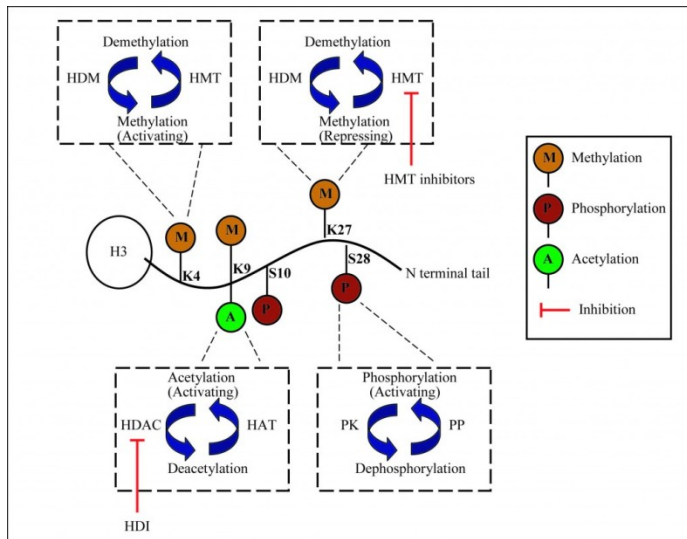 Demethylation
HDM
HMT
Methylation
(Activating)
Demethylation
HDM
HMT
Methylation
(Repressing)
HMT inhibitors
M
Methylation
P
Phosphorylation
A
Acetylation
Inhibition
H3
M
K4
M
K9
A
S10
P
M
K27
S28
P
N terminal tail
Acetylation
(Activating)
HDAC
HAT
Deacetylation
HDI
Phosphorylation
(Activating)
PK
PP
Dephosphorylation